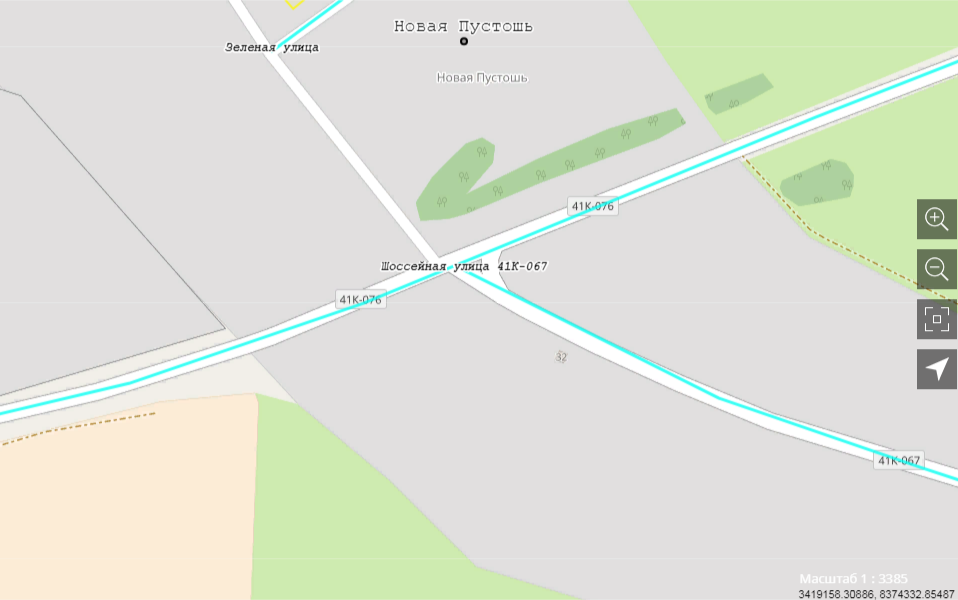 Новая Пустошь
Зеленая улица
Новая Пустошь
41К-076
Шоссейная улица 41К-067
41К-076
32
41К-067
Масштаб 1 : 3385
3419158.30886, 8374332.85487